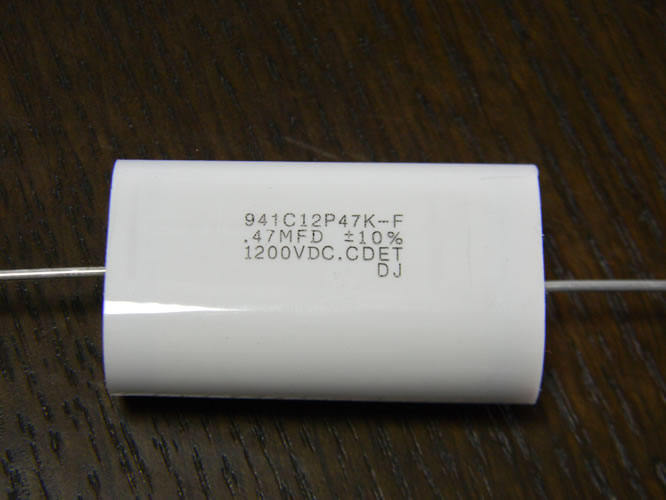 941C12P47K-F
.47MFD ±10%
1200VDC.CDET
DJ